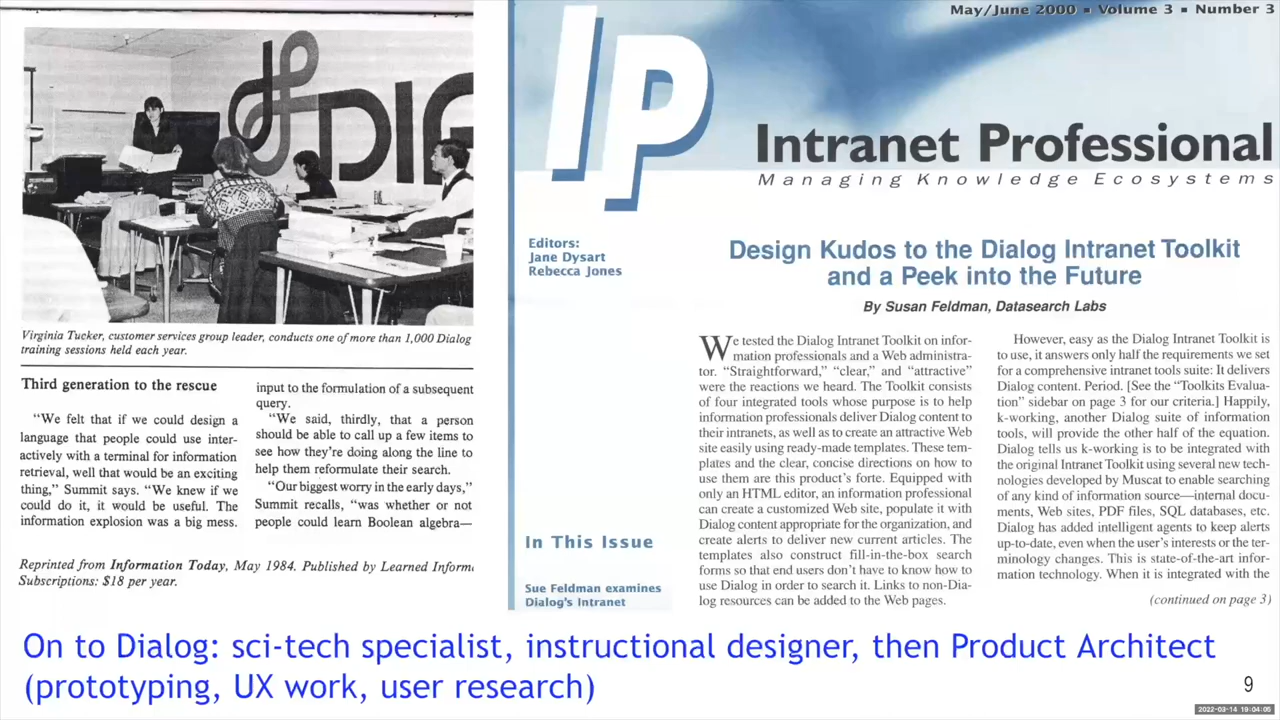 DI
Virginia Tucker, customer services group leader, conducts one of more than 1,000 Dialog
training sessions held each year.
Third generation to the rescue
"We felt that if we could design a
language that people could use inter-
actively with a terminal for information
retrieval, well that would be an exciting
thing," Summit says. "We knew if we
could do it, it would be useful. The
information explosion was a big mess.
input to the formulation of a subsequent
query.
"We said, thirdly, that a person
should be able to call up a few items to
see how they're doing along the line to
help them reformulate their search.
"Our biggest worry in the early days,"
Summit recalls, "was whether or not
people could learn Boolean algebra—
Reprinted from Information Today, May 1984. Published by Learned Inform
Subscriptions: $18 per year.
May/June 2000 ▪ Volume 3 ▪ Number 3
IP
Intranet Professional
Managing Knowledge Ecosystems
Editors:
Jane Dysart
Rebecca Jones
In This Issue
Sue Feldman examines
Dialog's Intranet
Design Kudos to the Dialog Intranet Toolkit
and a Peek into the Future
By Susan Feldman, Datasearch Labs
We tested the Dialog Intranet Toolkit on infor-
mation professionals and a Web administra-
tor. "Straightforward," "clear," and "attractive"
were the reactions we heard. The Toolkit consists
of four integrated tools whose purpose is to help
information professionals deliver Dialog content to
their intranets, as well as to create an attractive Web
site easily using ready-made templates. These tem-
plates and the clear, concise directions on how to
use them are this product's forte. Equipped with
only an HTML editor, an information professional
can create a customized Web site, populate it with
Dialog content appropriate for the organization, and
create alerts to deliver new current articles. The
templates also construct fill-in-the-box search
forms so that end users don't have to know how to
use Dialog in order to search it. Links to non-Dia-
log resources can be added to the Web pages.
However, easy as the Dialog Intranet Toolkit is
to use, it answers only half the requirements we set
for a comprehensive intranet tools suite: It delivers
Dialog content. Period. [See the "Toolkits Evalua-
tion" sidebar on page 3 for our criteria.] Happily,
k-working, another Dialog suite of information
tools, will provide the other half of the equation.
Dialog tells us k-working is to be integrated with
the original Intranet Toolkit using several new tech-
nologies developed by Muscat to enable searching
of any kind of information source—internal docu-
ments, Web sites, PDF files, SQL databases, etc.
Dialog has added intelligent agents to keep alerts
up-to-date, even when the user's interests or the ter-
minology changes. This is state-of-the-art infor-
mation technology. When it is integrated with the
(continued on page 3)
On to Dialog: sci-tech specialist, instructional designer, then Product Architect
(prototyping, UX work, user research)
9
2022-03-14 19:04:05